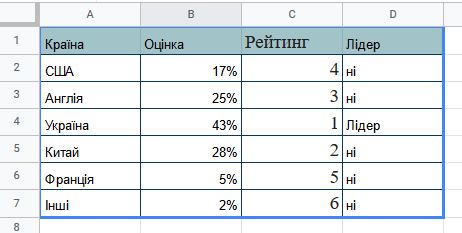 A B C D
1 Країна Оцінка Рейтинг Лідер
2 США 17% 4 ні
3 Англія 25% 3 ні
4 Україна 43% 1 Лідер
5 Китай 28% 2 ні
6 Франція 5% 5 ні
7 Інші 2% 6 ні
8